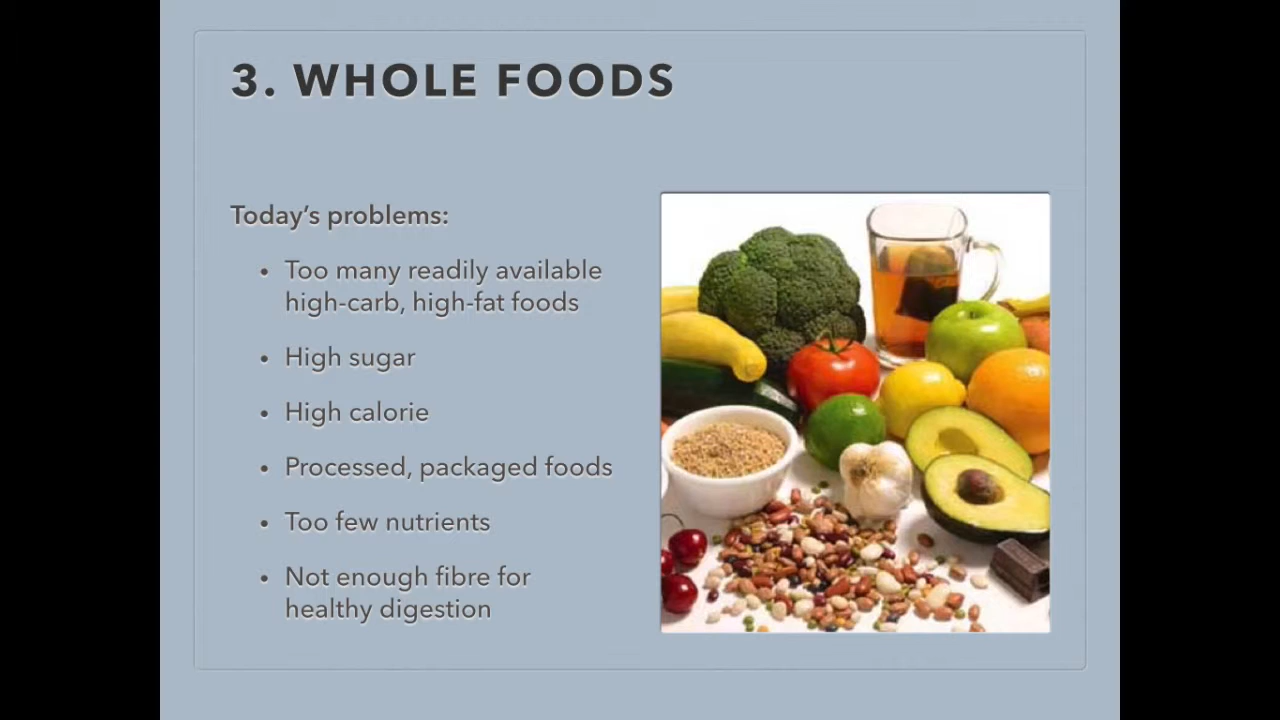 3. WHOLE FOODS
Today's problems:
• Too many readily available
high-carb, high-fat foods
• High sugar
• High calorie
• Processed, packaged foods
• Too few nutrients
• Not enough fibre for
healthy digestion